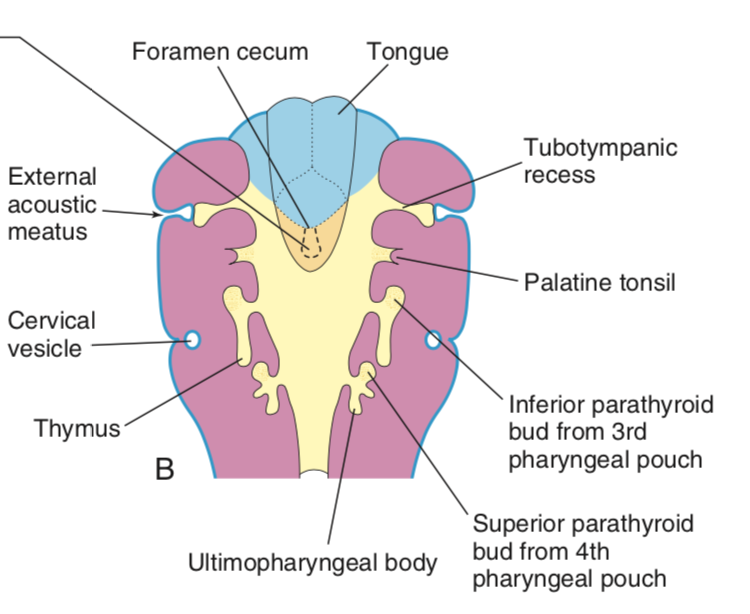 Foramen cecum
Tongue
Tubotympanic
recess
External
acoustic
meatus
Palatine tonsil
Cervical
vesicle
Inferior parathyroid
bud from 3rd
pharyngeal pouch
Thymus
B
Superior parathyroid
bud from 4th
pharyngeal pouch
Ultimopharyngeal body